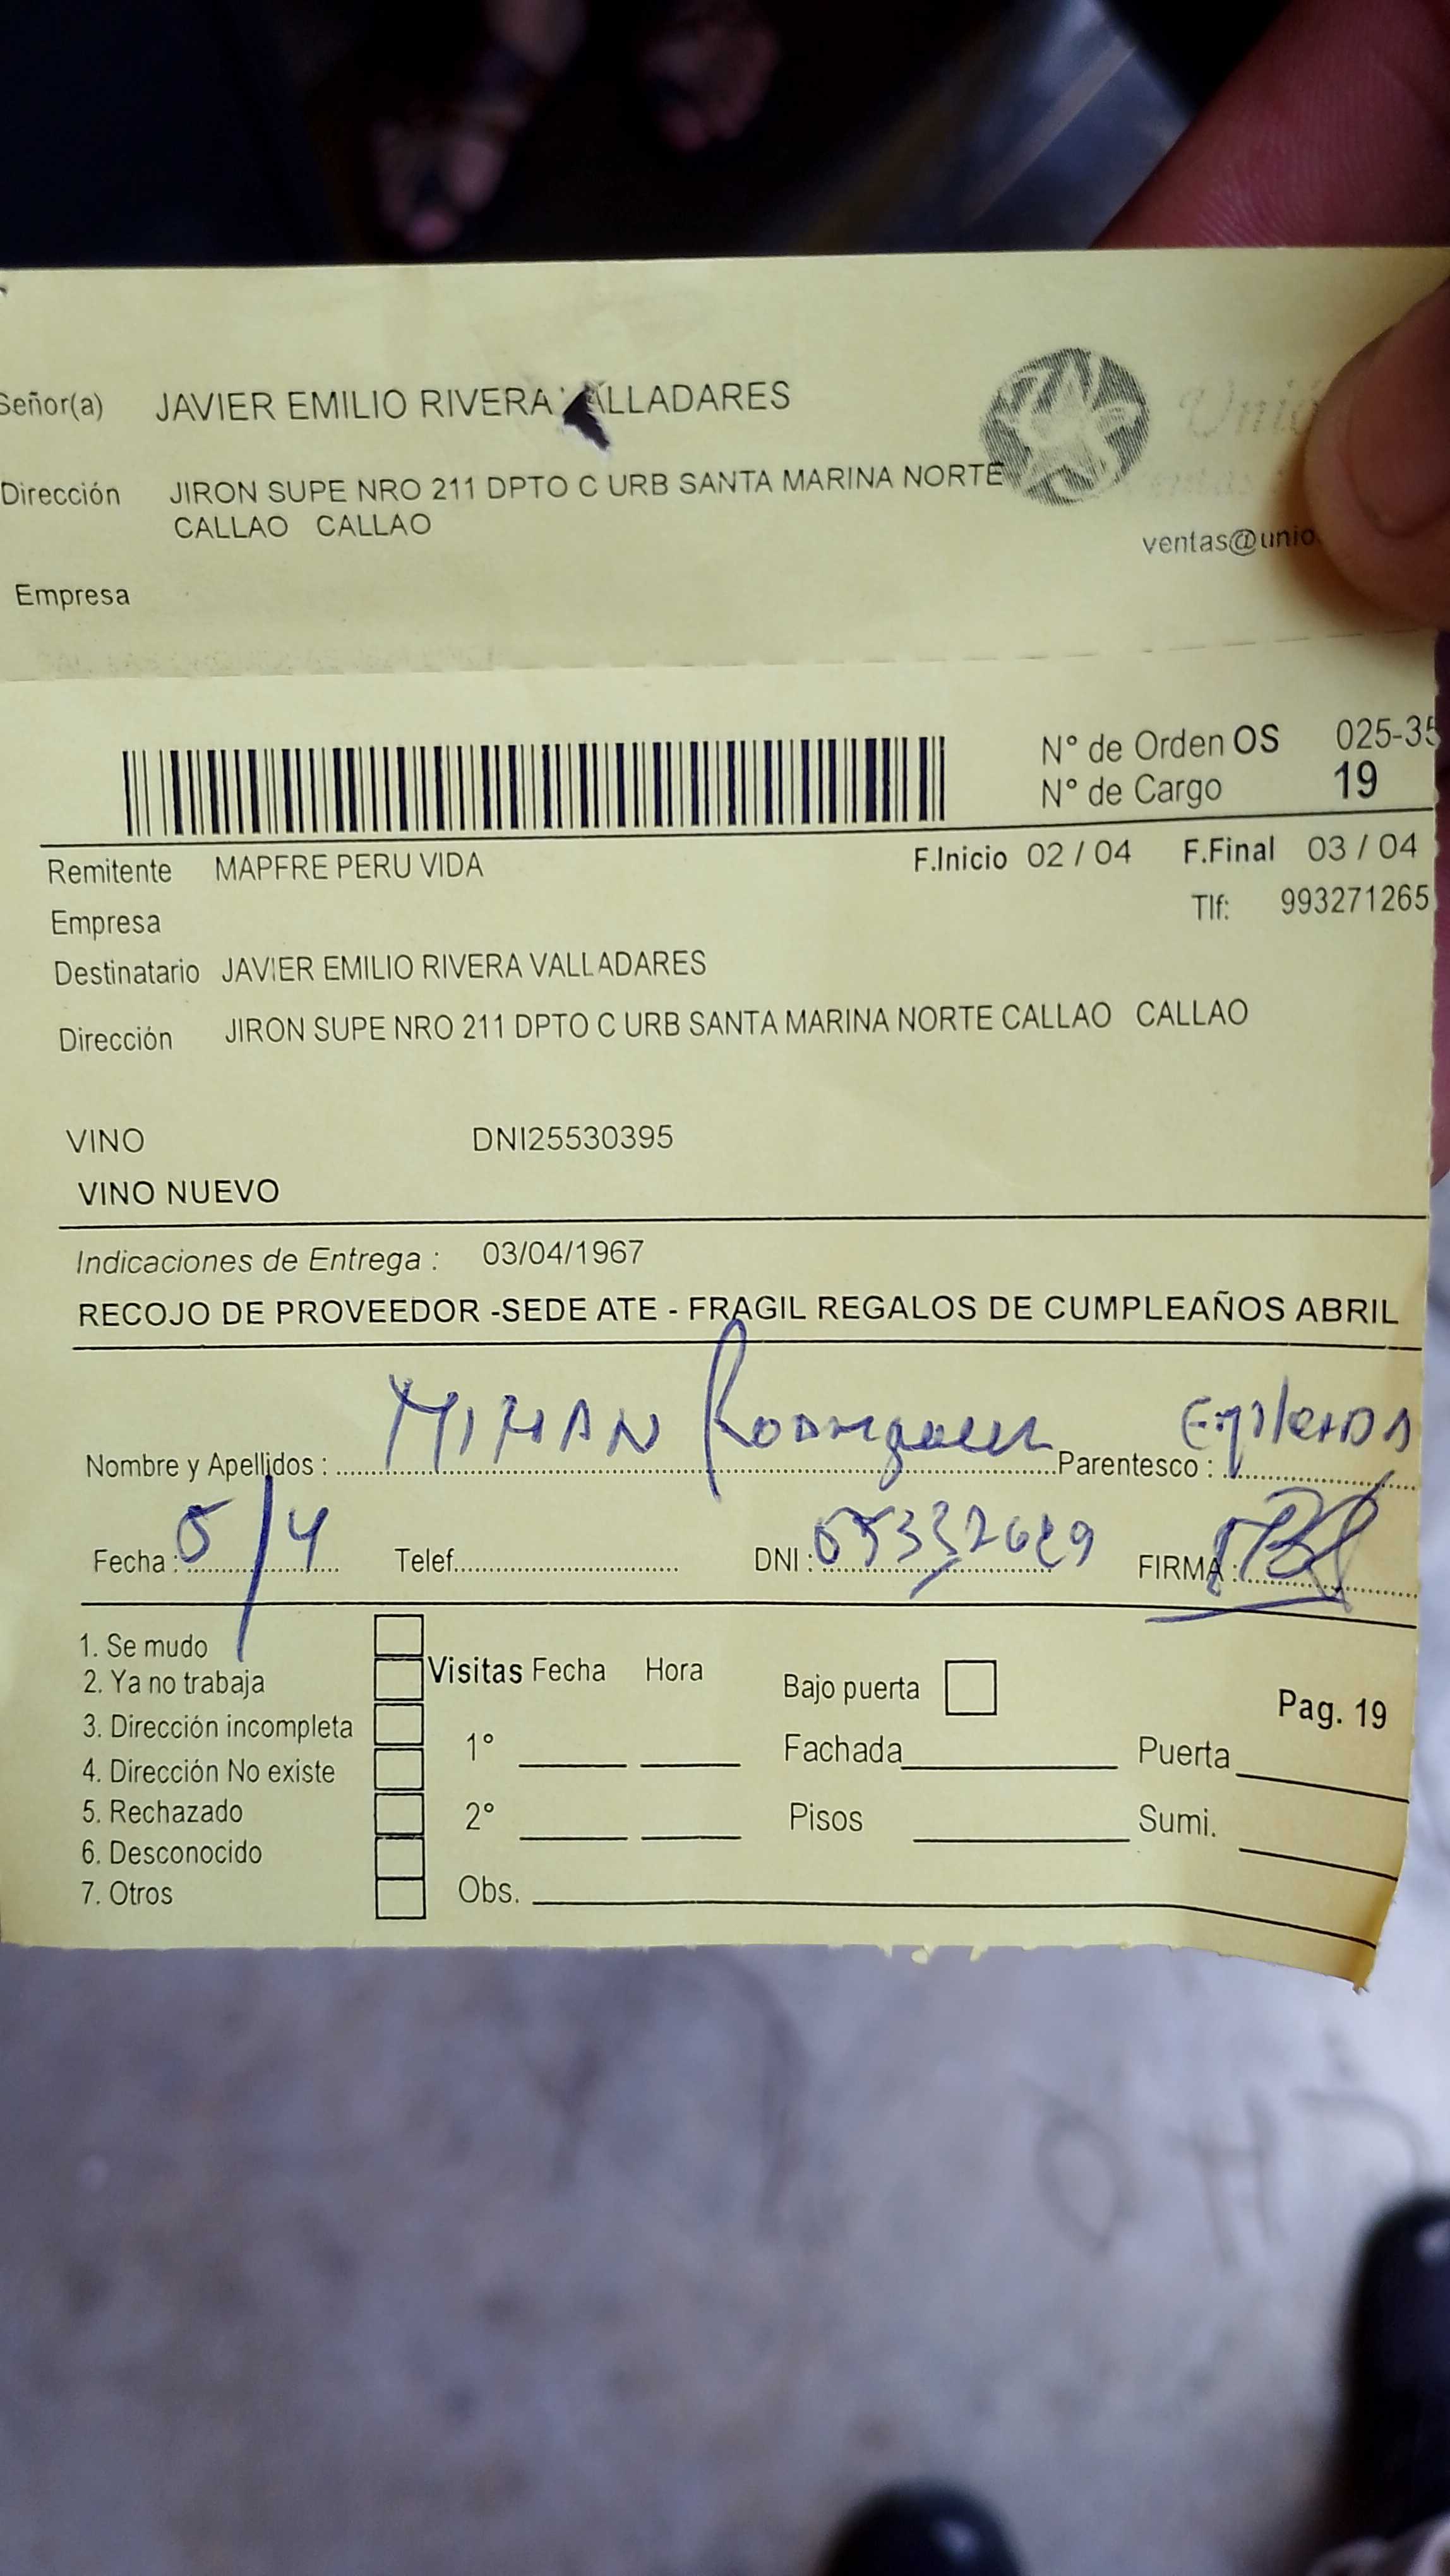 Señor(a) JAVIER EMILIO RIVERA VALLADARES
Dirección JIRON SUPE NRO 211 DPTO C URB SANTA MARINA NORTE
CALLAO CALLAO
ventas@unio
Empresa
N° de Orden OS 025-35
N° de Cargo 19
Remitente MAPFRE PERU VIDA F.Inicio 02 / 04 F.Final 03 / 04
Empresa Tlf: 993271265
Destinatario JAVIER EMILIO RIVERA VALLADARES
Dirección JIRON SUPE NRO 211 DPTO C URB SANTA MARINA NORTE CALLAO CALLAO
VINO DNI25530395
VINO NUEVO
Indicaciones de Entrega : 03/04/1967
RECOJO DE PROVEEDOR -SEDE ATE - FRAGIL REGALOS DE CUMPLEAÑOS ABRIL
Nombre y Apellidos : Rodriguez Parentesco :
Fecha : 5/4 Telef. DNI : FIRMA :
1. Se mudo
2. Ya no trabaja Visitas Fecha Hora Bajo puerta Pag. 19
3. Dirección incompleta 1° Fachada Puerta
4. Dirección No existe
5. Rechazado 2° Pisos Sumi.
6. Desconocido
7. Otros Obs.